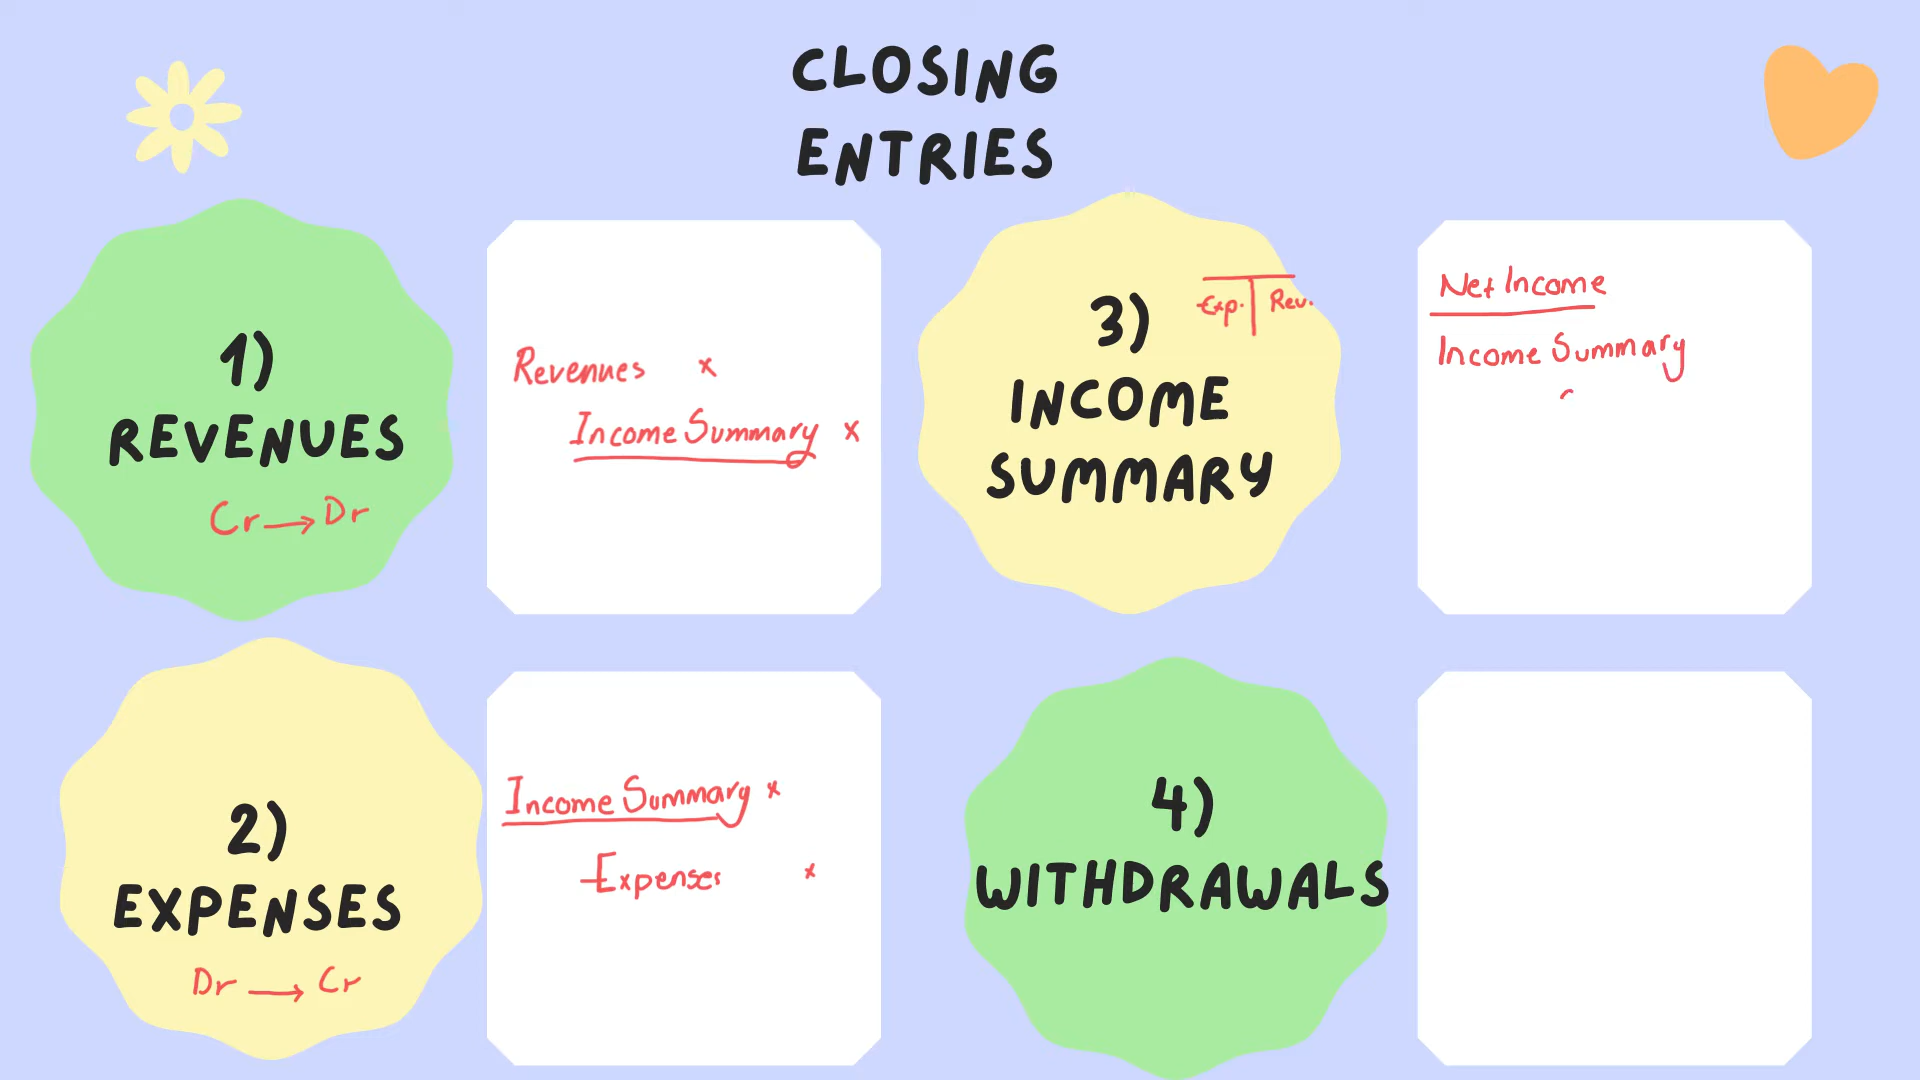 CLOSING
ENTRIES
1)
REVENUES
Cr → Dr
Revenues x
Income Summary x
2)
EXPENSES
Dr → Cr
Income Summary x
Expenses x
3)
Exp. Rev.
INCOME
SUMMARY
Net Income
Income Summary
4)
WITHDRAWALS